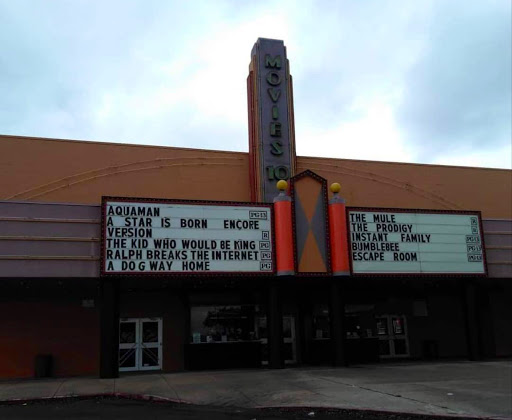 MOVIES 10
AQUAMAN PG13
A STAR IS BORN ENCORE
VERSION R
THE KID WHO WOULD BE KING PG
RALPH BREAKS THE INTERNET PG
A DOG WAY HOME PG
THE MULE R
THE PRODIGY R
INSTANT FAMILY PG13
BUMBLEBEE PG13
ESCAPE ROOM PG13